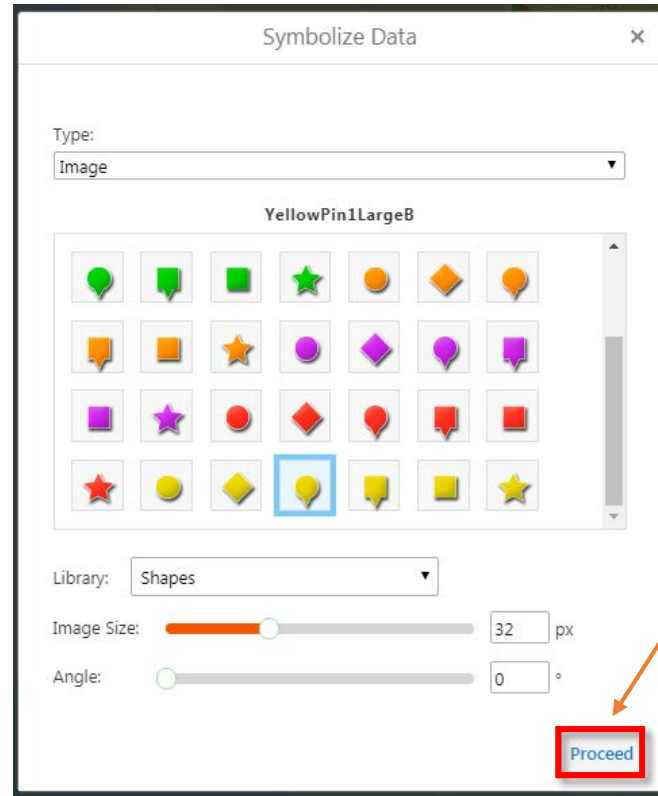 Symbolize Data ×
Type:
Image
YellowPin1LargeB
Library: Shapes
Image Size: 32 px
Angle: 0 °
Proceed